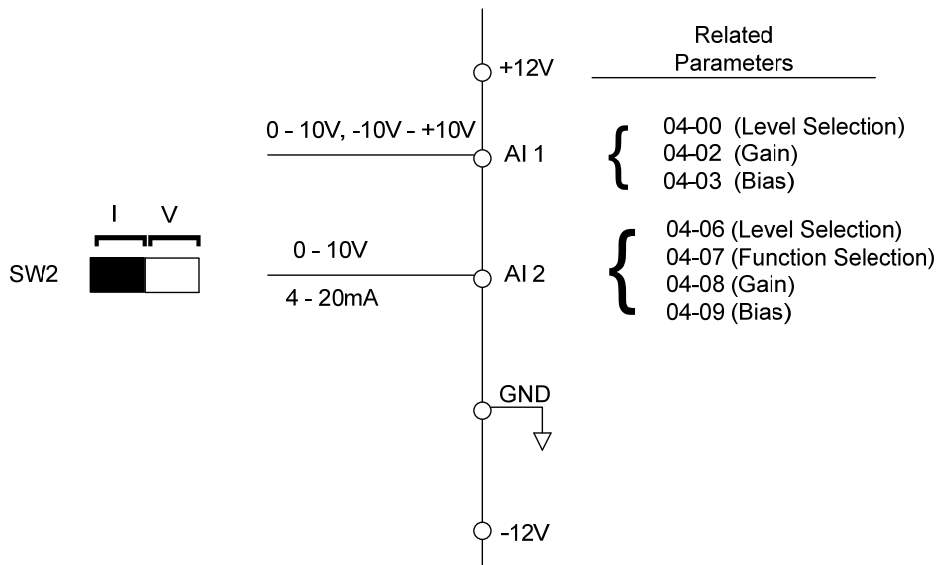 Related
Parameters
+12V
0 - 10V, -10V - +10V
AI 1
04-00 (Level Selection)
04-02 (Gain)
04-03 (Bias)
I V
SW2
0 - 10V
4 - 20mA
AI 2
04-06 (Level Selection)
04-07 (Function Selection)
04-08 (Gain)
04-09 (Bias)
GND
-12V